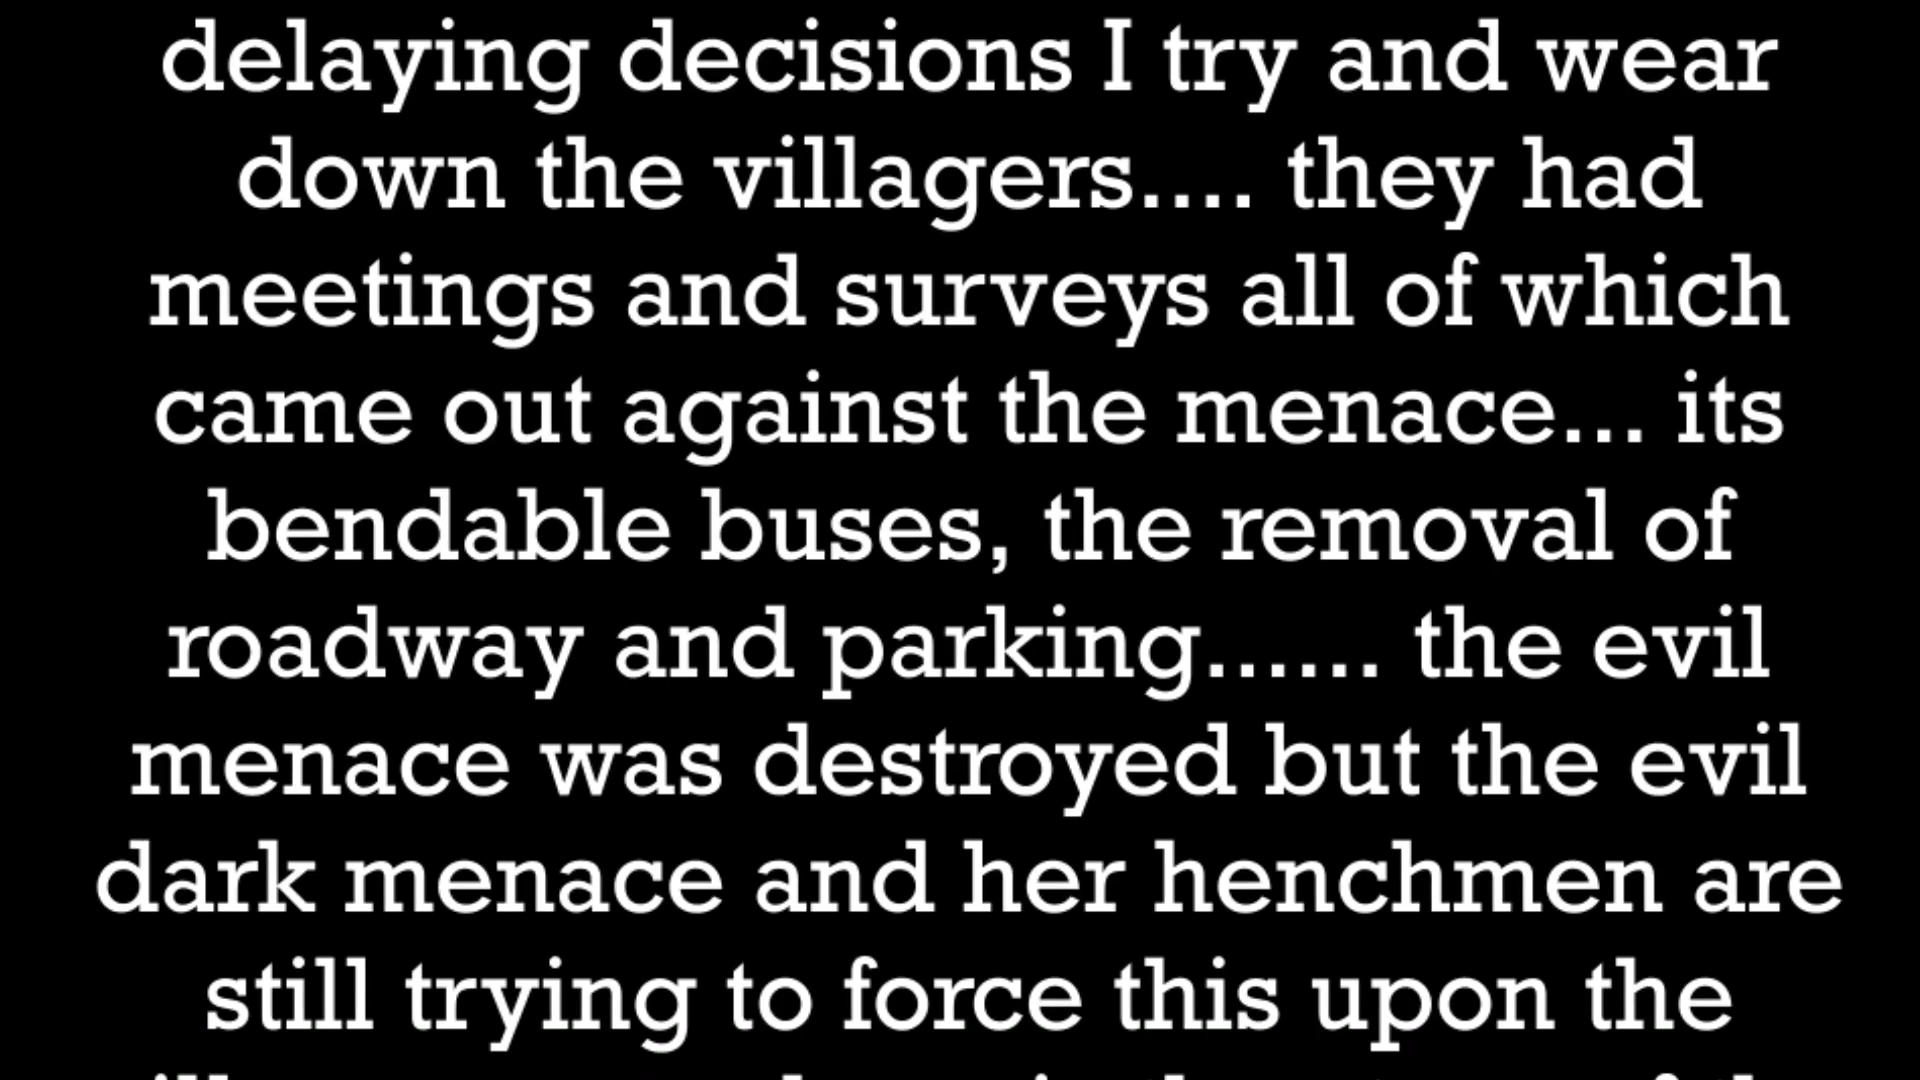 delaying decisions I try and wear
down the villagers.... they had
meetings and surveys all of which
came out against the menace... its
bendable buses, the removal of
roadway and parking...... the evil
menace was destroyed but the evil
dark menace and her henchmen are
still trying to force this upon the